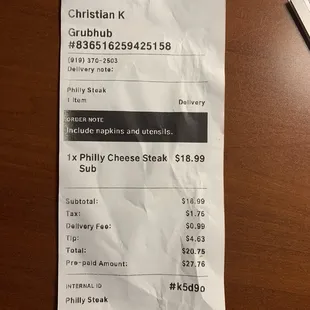 Christian K
Grubhub
#836516259425158
(919) 370-2503
Delivery note:
Philly Steak
1 item Delivery
ORDER NOTE
Include napkins and utensils.
1x Philly Cheese Steak $18.99
Sub
Subtotal: $18.99
Tax: $1.76
Delivery Fee: $0.99
Tip: $4.63
Total: $20.75
Pre-paid Amount: $27.76
INTERNAL ID #k5d9o
Philly Steak